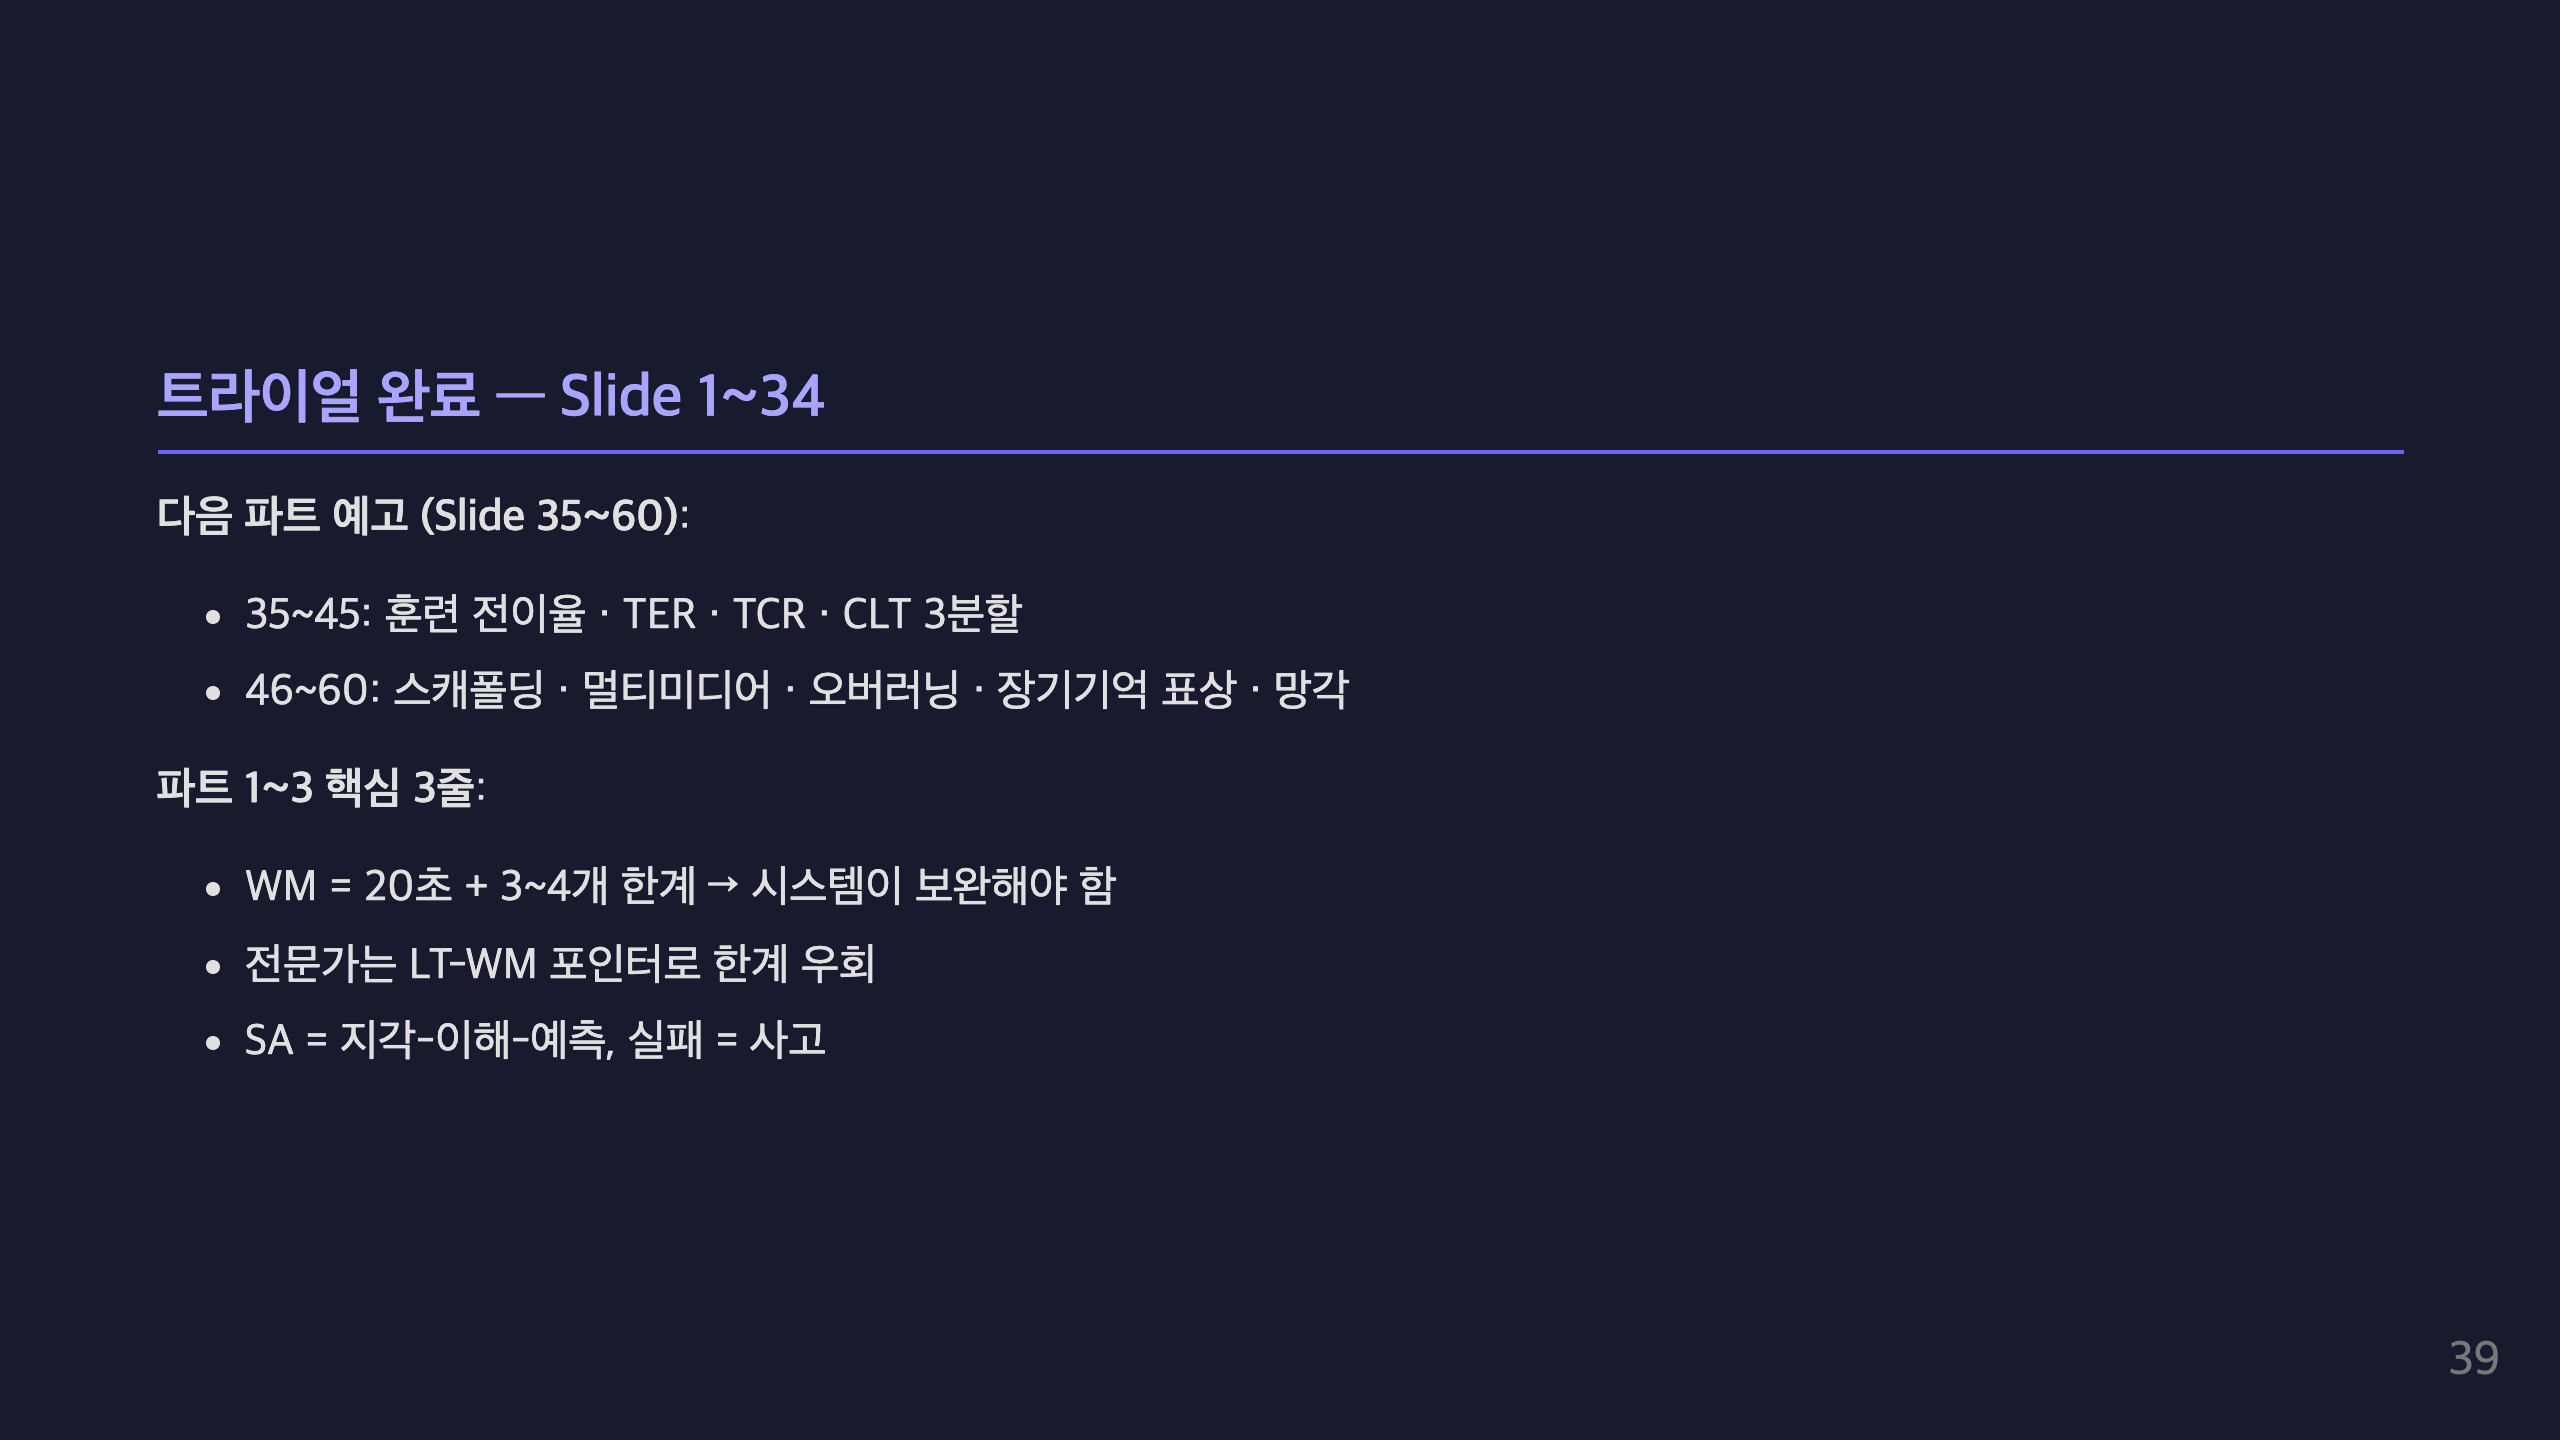 트라이얼 완료 — Slide 1~34
다음 파트 예고 (Slide 35~60):
• 35~45: 훈련 전이율 · TER · TCR · CLT 3분할
• 46~60: 스캐폴딩 · 멀티미디어 · 오버러닝 · 장기기억 표상 · 망각
파트 1~3 핵심 3줄:
• WM = 20초 + 3~4개 한계 → 시스템이 보완해야 함
• 전문가는 LT-WM 포인터로 한계 우회
• SA = 지각-이해-예측, 실패 = 사고
39